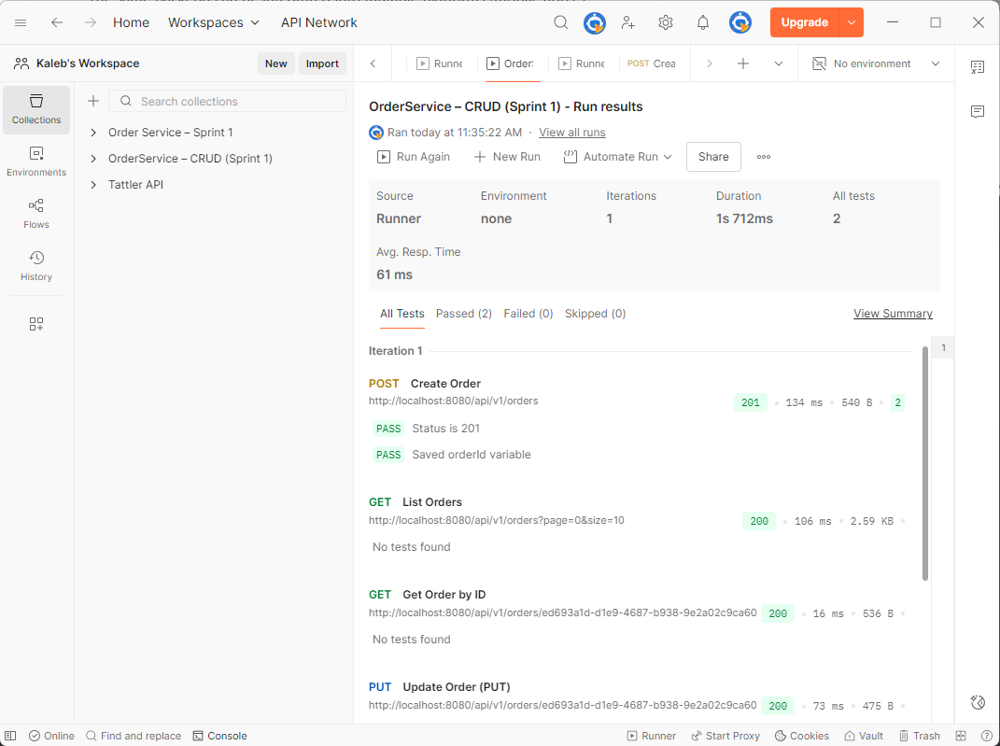 Home
Workspaces
API Network
Upgrade
Kaleb's Workspace
New
Import
Runne
Order:
Runne
POST Crea
No environment
Collections
Environments
Flows
History
Search collections
Order Service – Sprint 1
OrderService – CRUD (Sprint 1)
Tattler API
OrderService – CRUD (Sprint 1) - Run results
Ran today at 11:35:22 AM · View all runs
Run Again
New Run
Automate Run
Share
Source
Environment
Iterations
Duration
All tests
Runner
none
1
1s 712ms
2
Avg. Resp. Time
61 ms
All Tests
Passed (2)
Failed (0)
Skipped (0)
View Summary
Iteration 1
1
POST Create Order
http://localhost:8080/api/v1/orders
201 • 134 ms • 540 B • 2
PASS Status is 201
PASS Saved orderId variable
GET List Orders
http://localhost:8080/api/v1/orders?page=0&size=10
200 • 106 ms • 2.59 KB •
No tests found
GET Get Order by ID
http://localhost:8080/api/v1/orders/ed693a1d-d1e9-4687-b938-9e2a02c9ca60
200 • 16 ms • 536 B •
No tests found
PUT Update Order (PUT)
http://localhost:8080/api/v1/orders/ed693a1d-d1e9-4687-b938-9e2a02c9ca60
200 • 73 ms • 475 B •
Online
Find and replace
Console
Runner
Start Proxy
Cookies
Vault
Trash